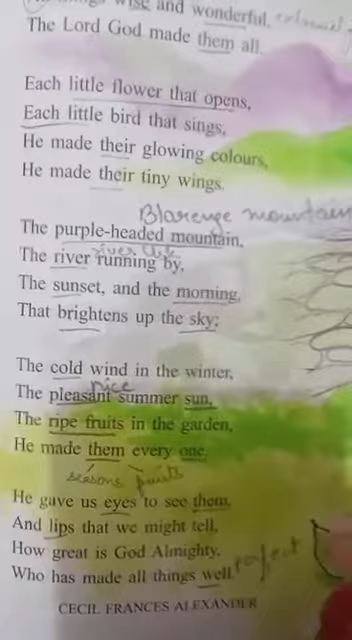 wise and wonderful,
The Lord God made them all.
Each little flower that opens,
Each little bird that sings,
He made their glowing colours,
He made their tiny wings.
Blarenge mountain
The purple-headed mountain,
river
The river running by,
The sunset, and the morning,
That brightens up the sky;
The cold wind in the winter,
nice
The pleasant summer sun,
The ripe fruits in the garden,
He made them every one.
seasons fruits
He gave us eyes to see them,
And lips that we might tell,
How great is God Almighty,
Who has made all things well. perfect
CECIL FRANCES ALEXANDER